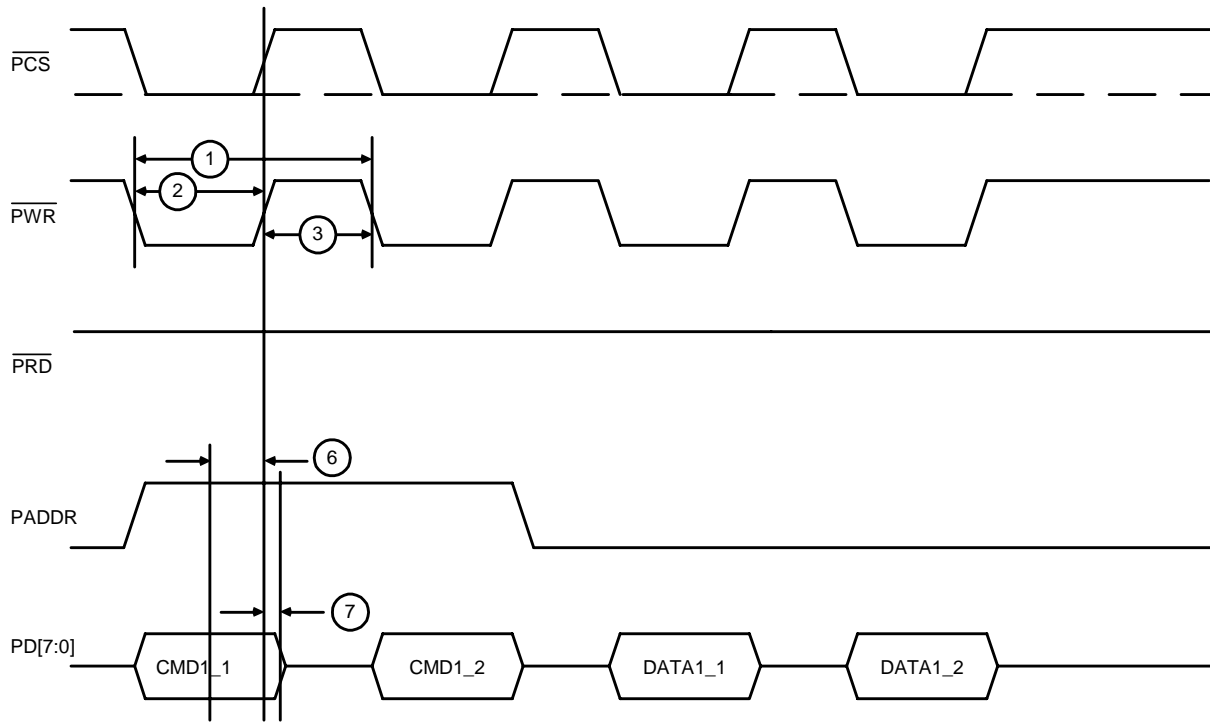 PCS
1
2
PWR
3
PRD
6
PADDR
7
PD[7:0]
CMD1_1
CMD1_2
DATA1_1
DATA1_2